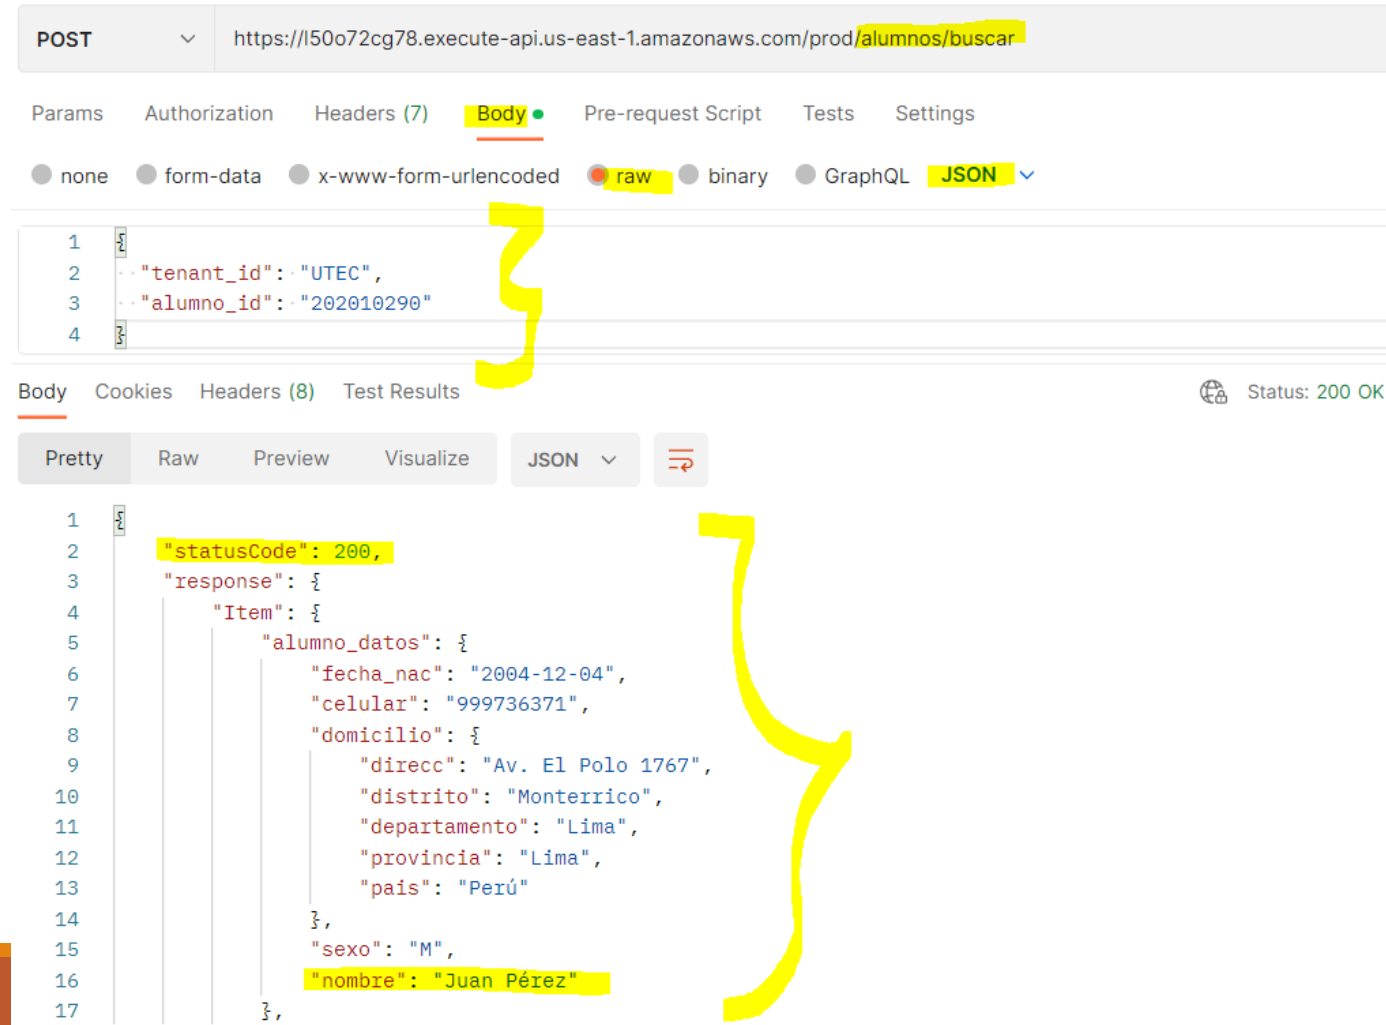 POST https://l50o72cg78.execute-api.us-east-1.amazonaws.com/prod/alumnos/buscar
Params Authorization Headers (7) Body Pre-request Script Tests Settings
none form-data x-www-form-urlencoded raw binary GraphQL JSON
1 {
2 "tenant_id": "UTEC",
3 "alumno_id": "202010290"
4 }
Body Cookies Headers (8) Test Results Status: 200 OK
Pretty Raw Preview Visualize JSON
1 {
2 "statusCode": 200,
3 "response": {
4 "Item": {
5 "alumno_datos": {
6 "fecha_nac": "2004-12-04",
7 "celular": "999736371",
8 "domicilio": {
9 "direcc": "Av. El Polo 1767",
10 "distrito": "Monterrico",
11 "departamento": "Lima",
12 "provincia": "Lima",
13 "pais": "Perú"
14 },
15 "sexo": "M",
16 "nombre": "Juan Pérez"
17 },